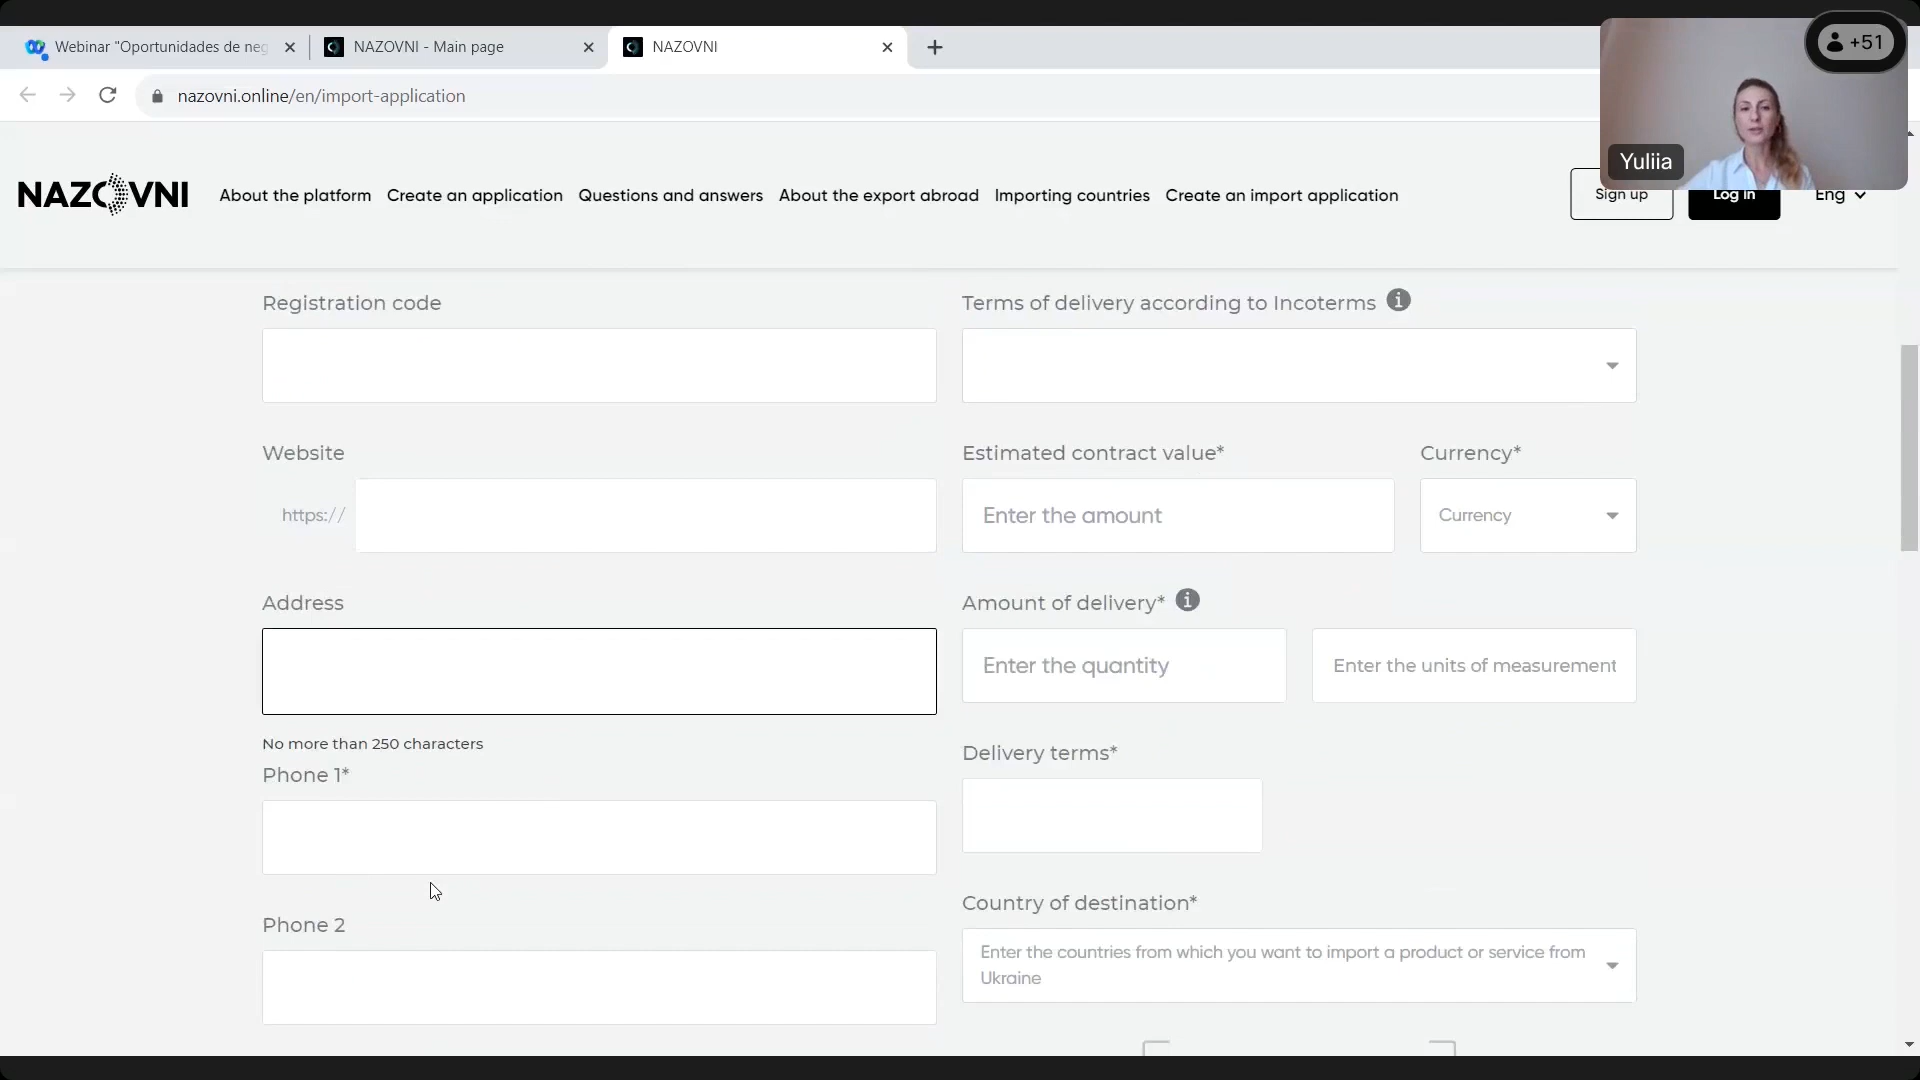 Webinar "Oportunidades de neg
NAZOVNI - Main page
NAZOVNI
+51
nazovni.online/en/import-application
Yuliia
NAZOVNI
About the platform
Create an application
Questions and answers
About the export abroad
Importing countries
Create an import application
Sign up
Log In
Eng
Registration code
Terms of delivery according to Incoterms
Website
Estimated contract value*
Currency*
https://
Enter the amount
Currency
Address
Amount of delivery*
Enter the quantity
Enter the units of measurement
No more than 250 characters
Phone 1*
Delivery terms*
Phone 2
Country of destination*
Enter the countries from which you want to import a product or service from
Ukraine